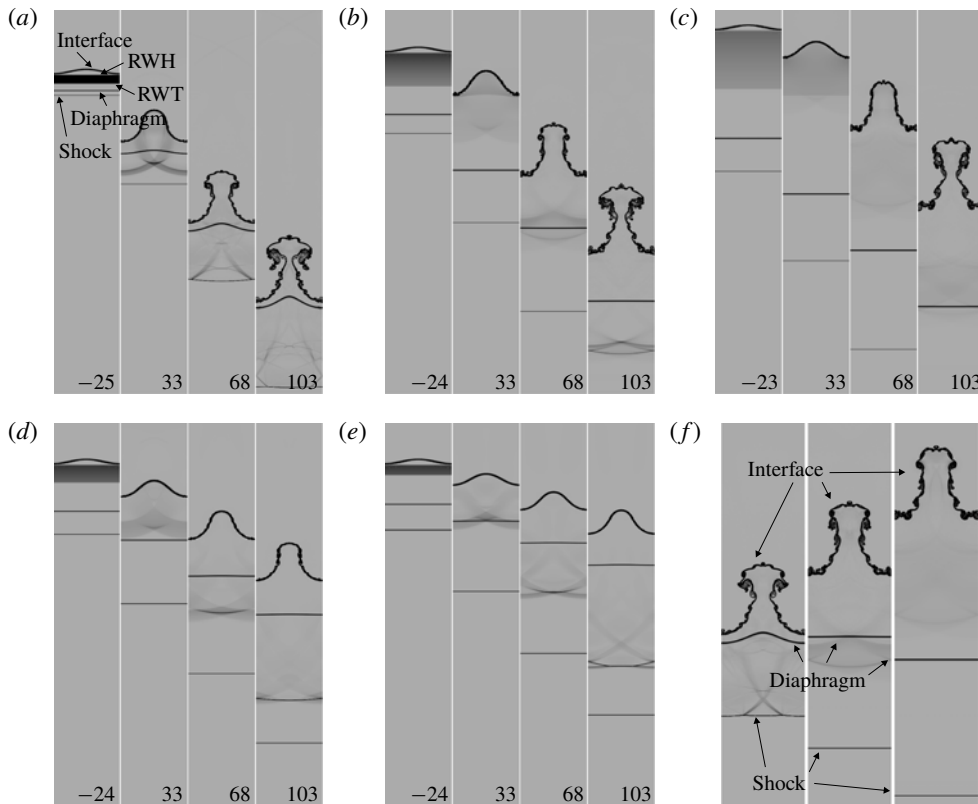 (a)
Interface
RWH
RWT
Diaphragm
Shock
−25 33 68 103
(b)
−24 33 68 103
(c)
−23 33 68 103
(d)
−24 33 68 103
(e)
−24 33 68 103
(f)
Interface
Diaphragm
Shock